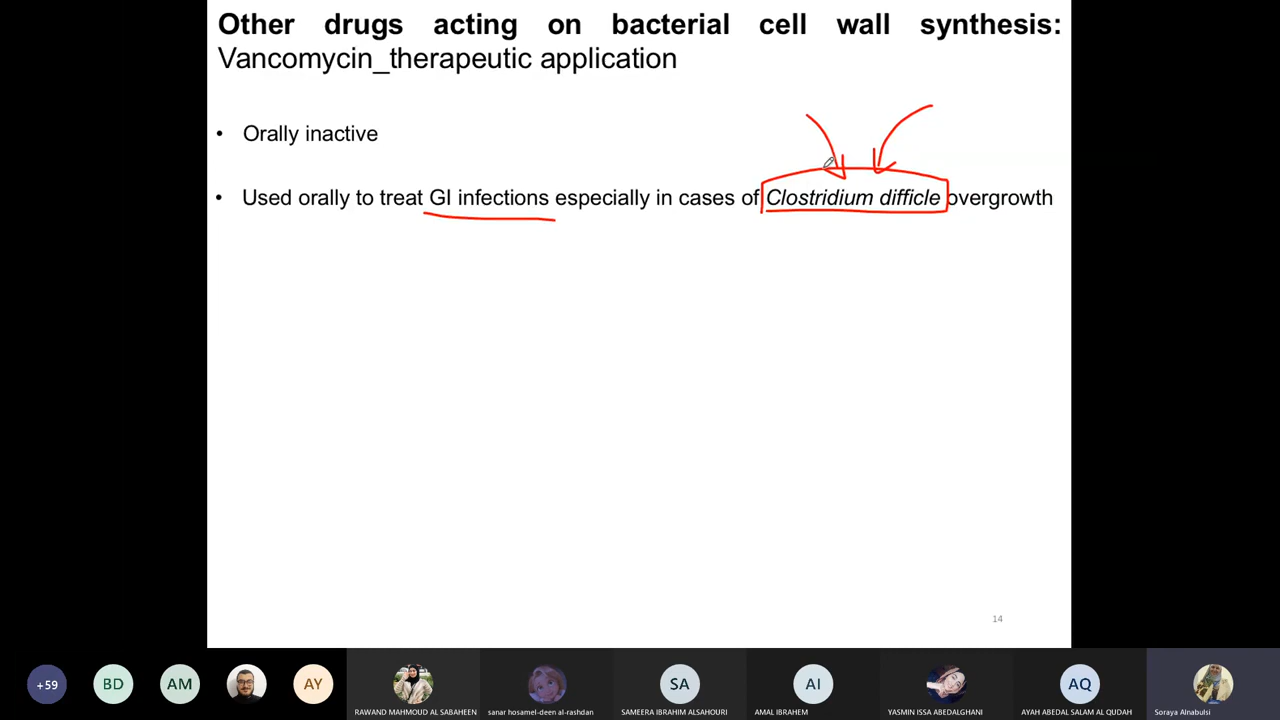 Other drugs acting on bacterial cell wall synthesis:
Vancomycin_therapeutic application
• Orally inactive
• Used orally to treat GI infections especially in cases of Clostridium difficle overgrowth
14
+59
BD
AM
AY
RAWAND MAHMOUD AL SABAHEEN
sanar hosamel-deen al-rashdan
SA
SAMEERA IBRAHIM ALSAHOURI
AI
AMAL IBRAHEM
YASMIN ISSA ABEDALGHANI
AQ
AYAH ABEDAL SALAM AL QUDAH
Soraya Alnabulsi